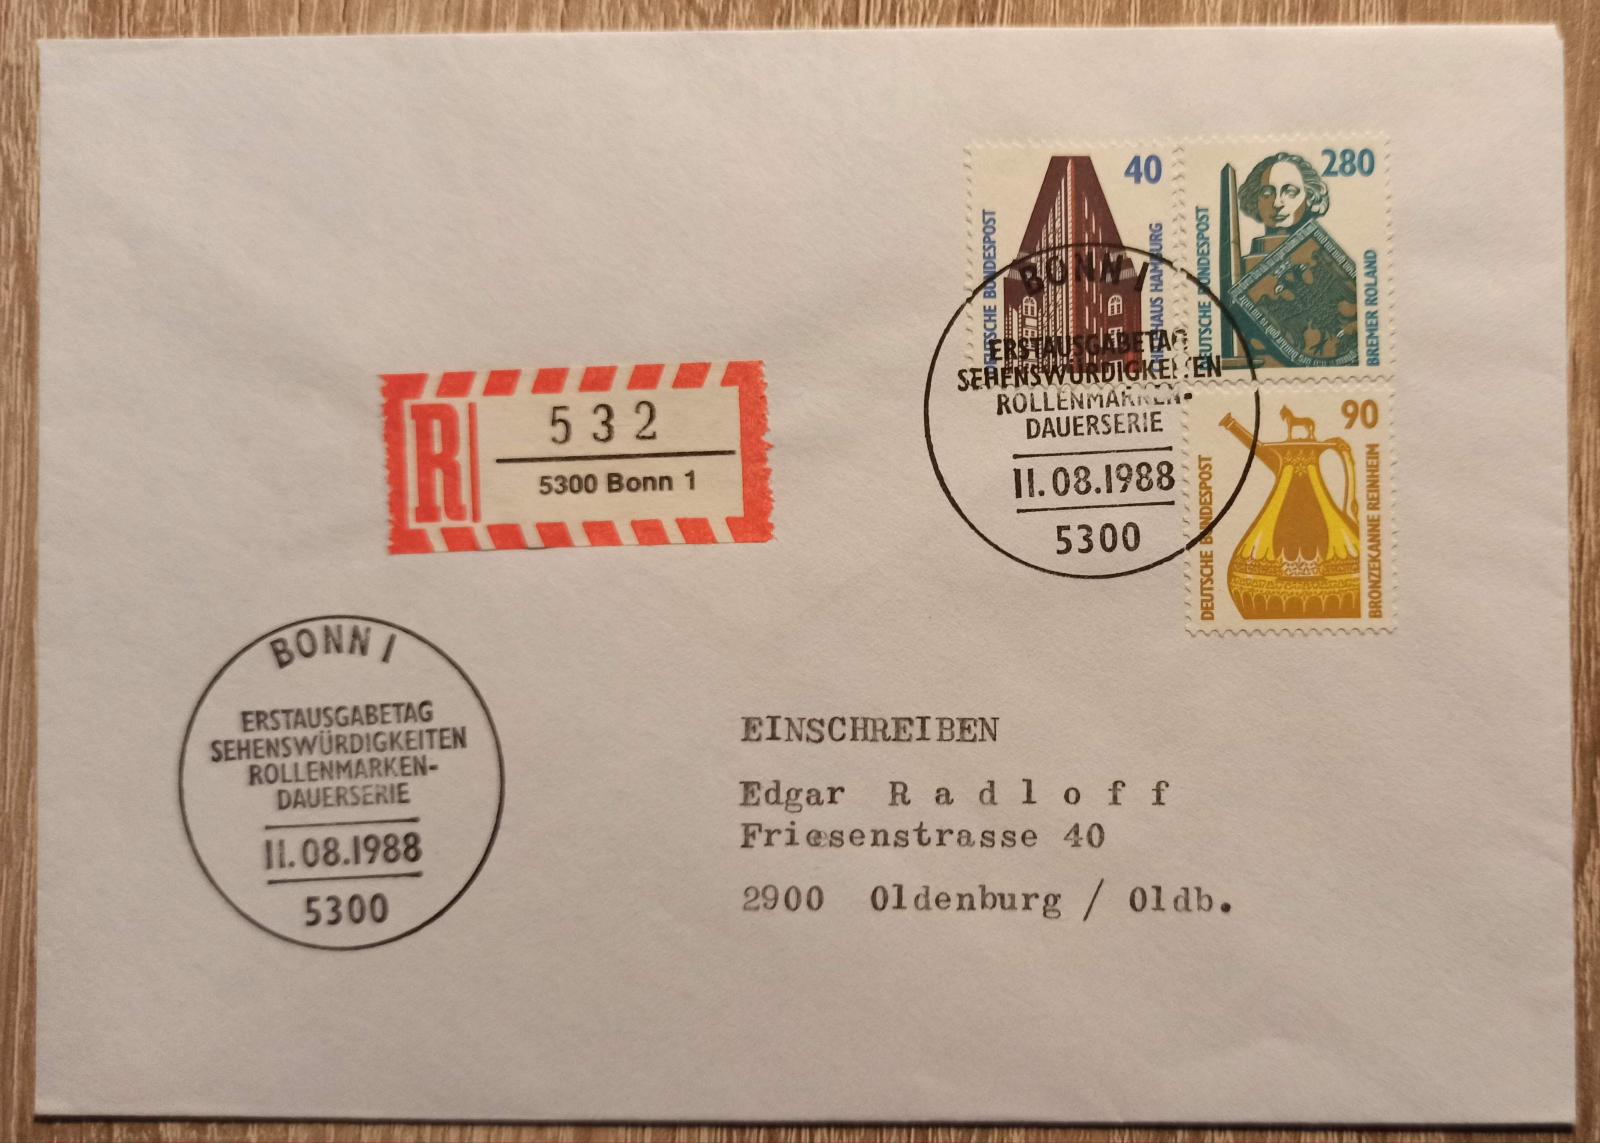 40
DEUTSCHE BUNDESPOST
CHILEHAUS HAMBURG
280
DEUTSCHE BUNDESPOST
BREMER ROLAND
90
DEUTSCHE BUNDESPOST
BRONZEKANNE REINHEIM
BONN 1
ERSTAUSGABETAG
SEHENSWÜRDIGKEITEN
ROLLENMARKEN-
DAUERSERIE
11.08.1988
5300
R
532
5300 Bonn 1
BONN 1
ERSTAUSGABETAG
SEHENSWÜRDIGKEITEN
ROLLENMARKEN-
DAUERSERIE
11.08.1988
5300
EINSCHREIBEN
Edgar Radloff
Friesenstrasse 40
2900 Oldenburg / Oldb.